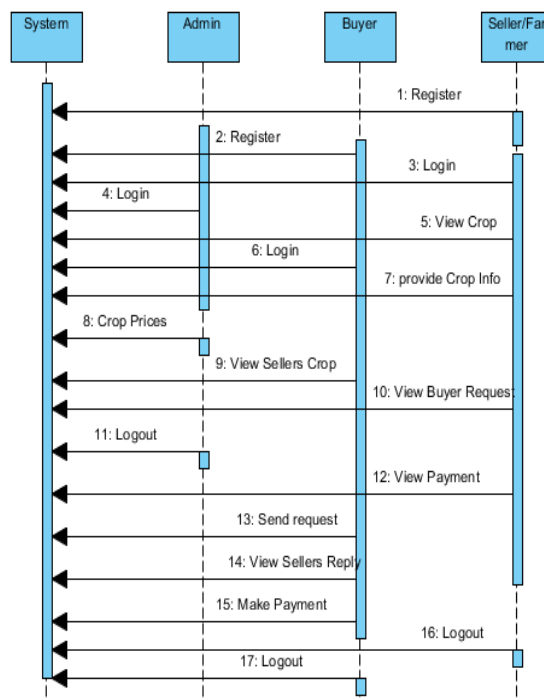 System
Admin
Buyer
Seller/Far
mer
1: Register
2: Register
3: Login
4: Login
5: View Crop
6: Login
7: provide Crop Info
8: Crop Prices
9: View Sellers Crop
10: View Buyer Request
11: Logout
12: View Payment
13: Send request
14: View Sellers Reply
15: Make Payment
16: Logout
17: Logout